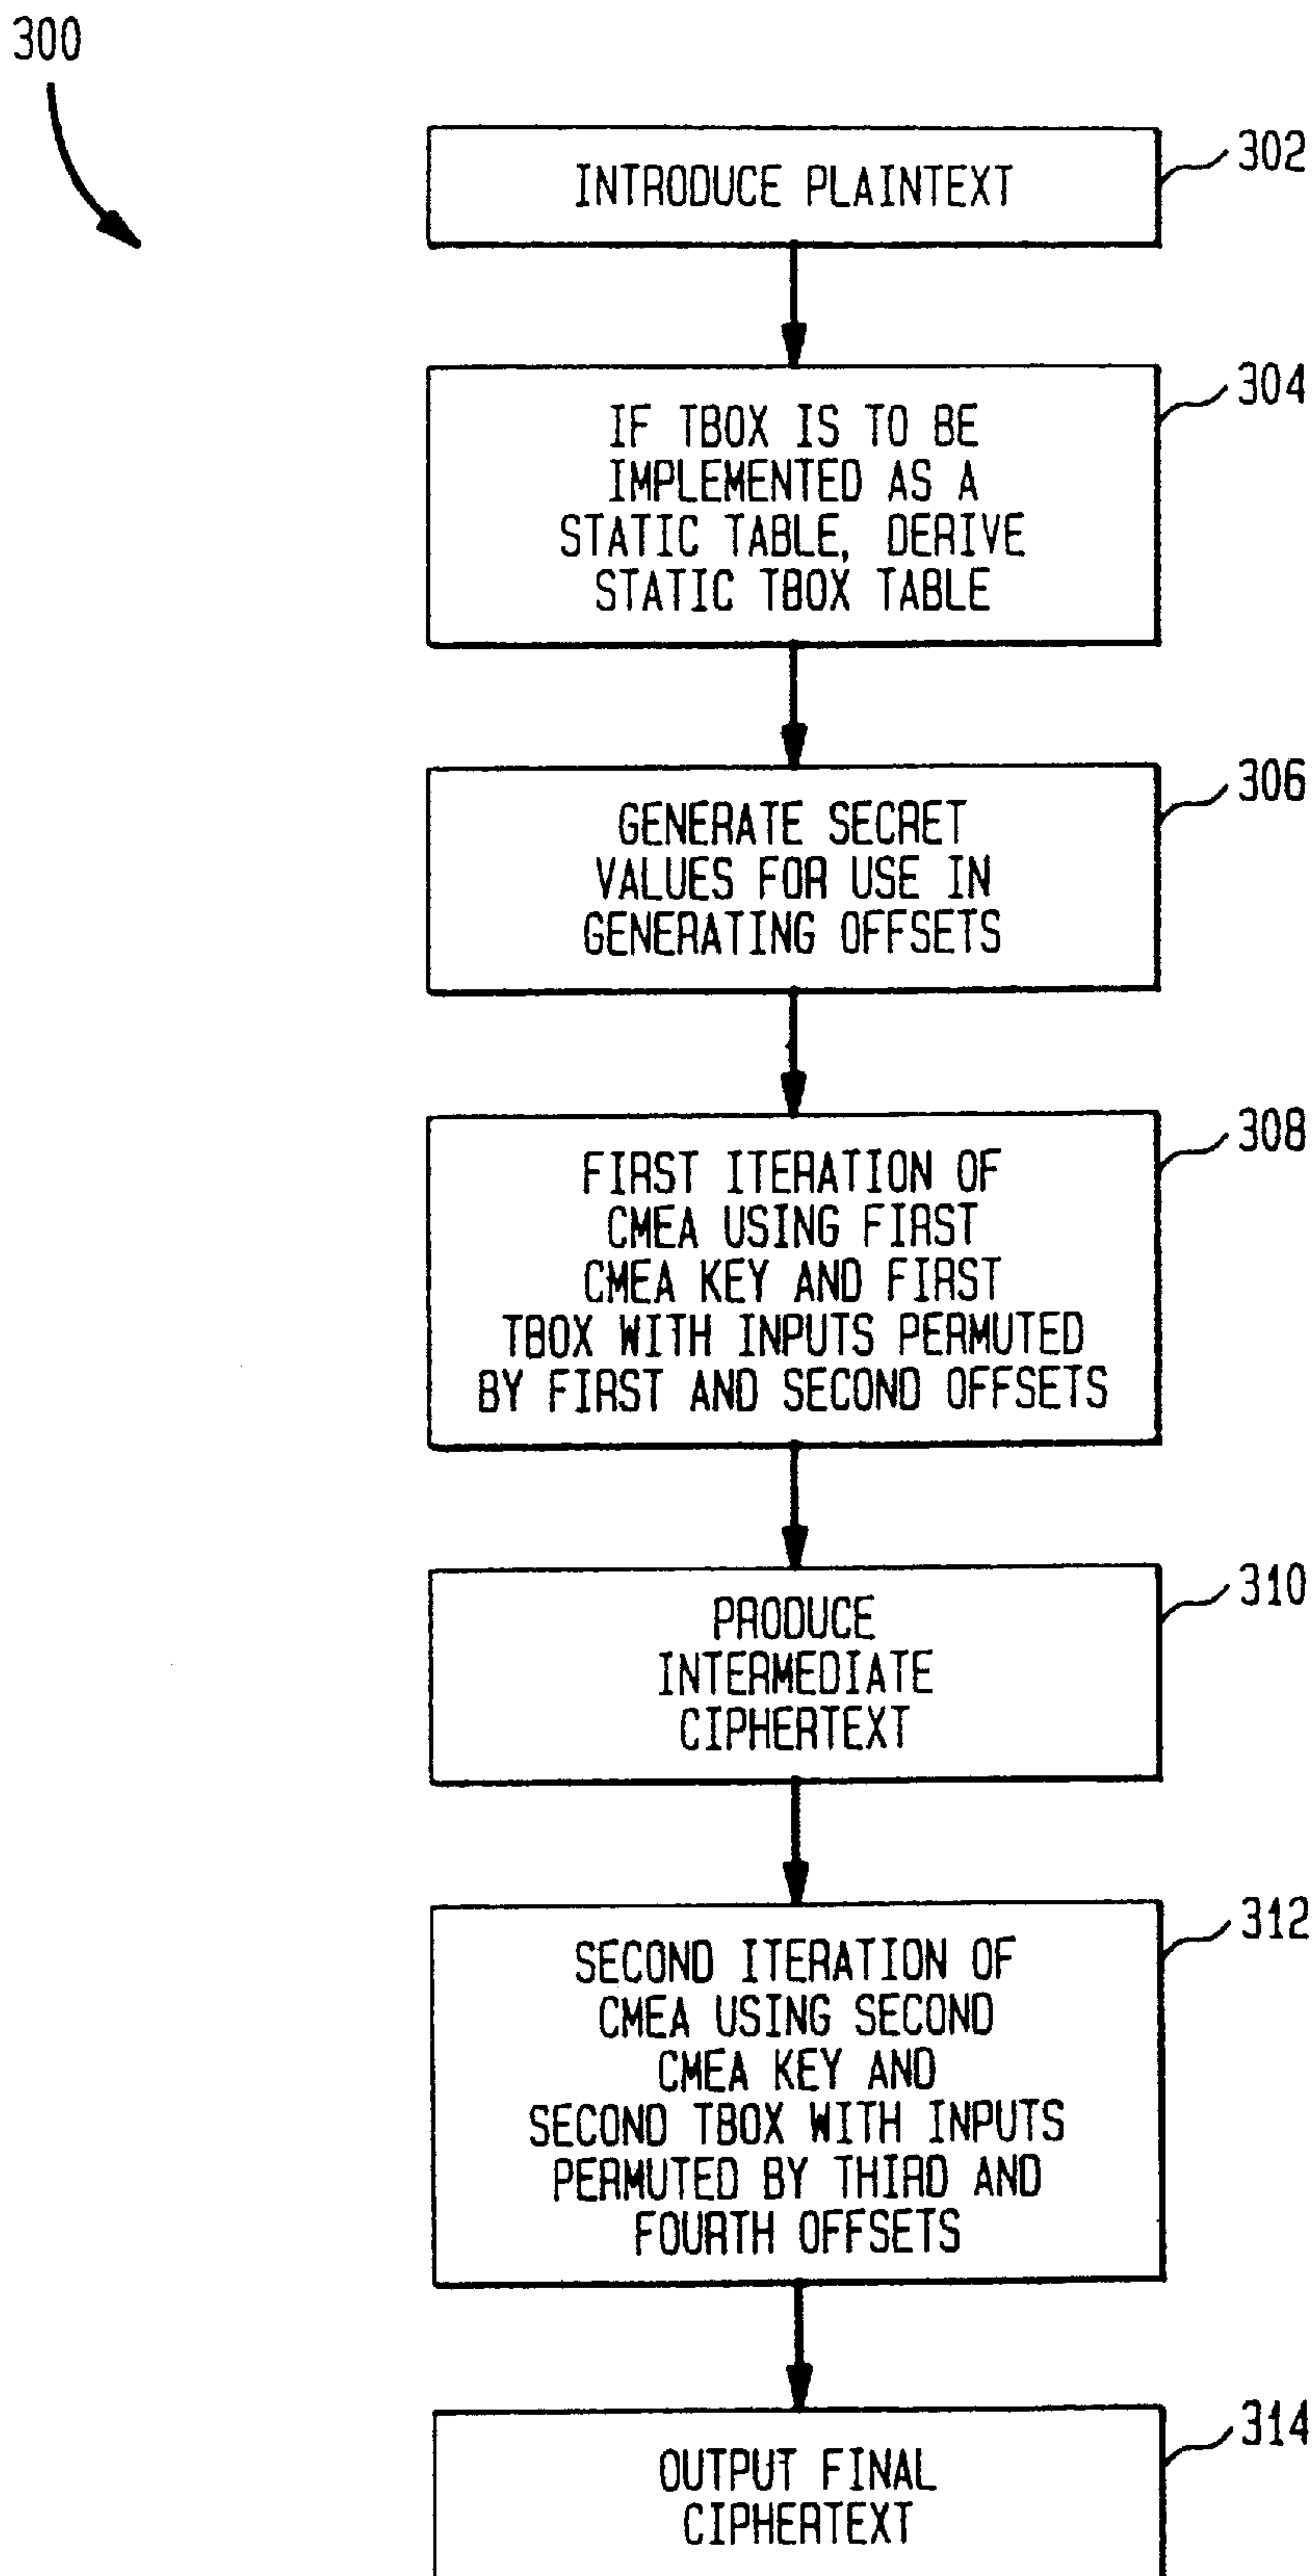 300
302
INTRODUCE PLAINTEXT
304
IF TBOX IS TO BE
IMPLEMENTED AS A
STATIC TABLE, DERIVE
STATIC TBOX TABLE
306
GENERATE SECRET
VALUES FOR USE IN
GENERATING OFFSETS
308
FIRST ITERATION OF
CMEA USING FIRST
CMEA KEY AND FIRST
TBOX WITH INPUTS PERMUTED
BY FIRST AND SECOND OFFSETS
310
PRODUCE
INTERMEDIATE
CIPHERTEXT
312
SECOND ITERATION OF
CMEA USING SECOND
CMEA KEY AND
SECOND TBOX WITH INPUTS
PERMUTED BY THIRD AND
FOURTH OFFSETS
314
OUTPUT FINAL
CIPHERTEXT